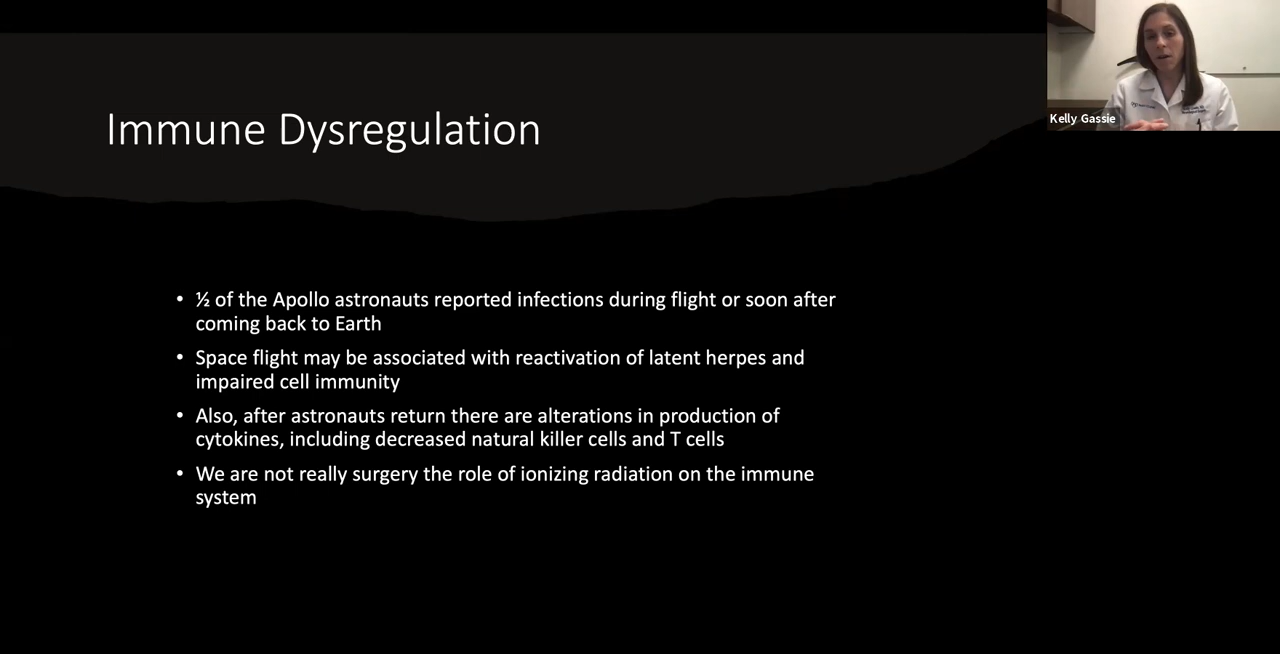 Immune Dysregulation
Kelly Gassie
• ½ of the Apollo astronauts reported infections during flight or soon after
coming back to Earth
• Space flight may be associated with reactivation of latent herpes and
impaired cell immunity
• Also, after astronauts return there are alterations in production of
cytokines, including decreased natural killer cells and T cells
• We are not really surgery the role of ionizing radiation on the immune
system